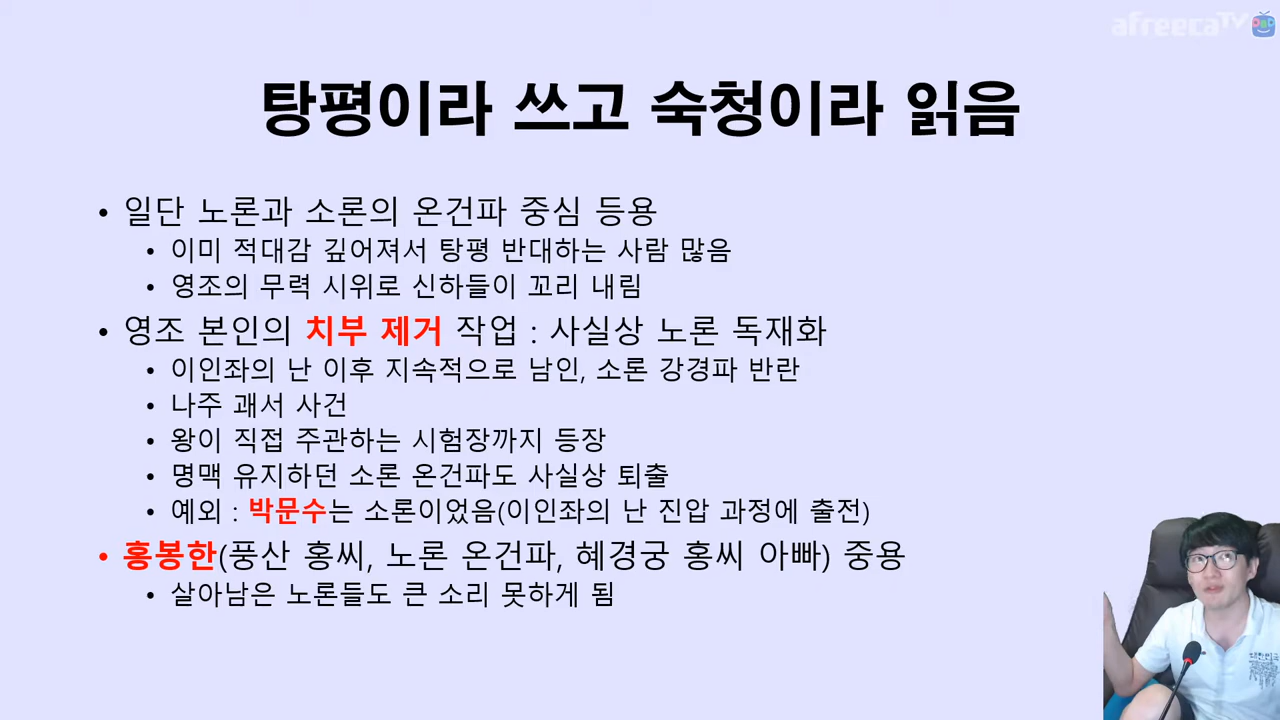 afreecaTV
탕평이라 쓰고 숙청이라 읽음
• 일단 노론과 소론의 온건파 중심 등용
• 이미 적대감 깊어져서 탕평 반대하는 사람 많음
• 영조의 무력 시위로 신하들이 꼬리 내림
• 영조 본인의 치부 제거 작업 : 사실상 노론 독재화
• 이인좌의 난 이후 지속적으로 남인, 소론 강경파 반란
• 나주 괘서 사건
• 왕이 직접 주관하는 시험장까지 등장
• 명맥 유지하던 소론 온건파도 사실상 퇴출
• 예외 : 박문수는 소론이었음(이인좌의 난 진압 과정에 출전)
• 홍봉한(풍산 홍씨, 노론 온건파, 혜경궁 홍씨 아빠) 중용
• 살아남은 노론들도 큰 소리 못하게 됨